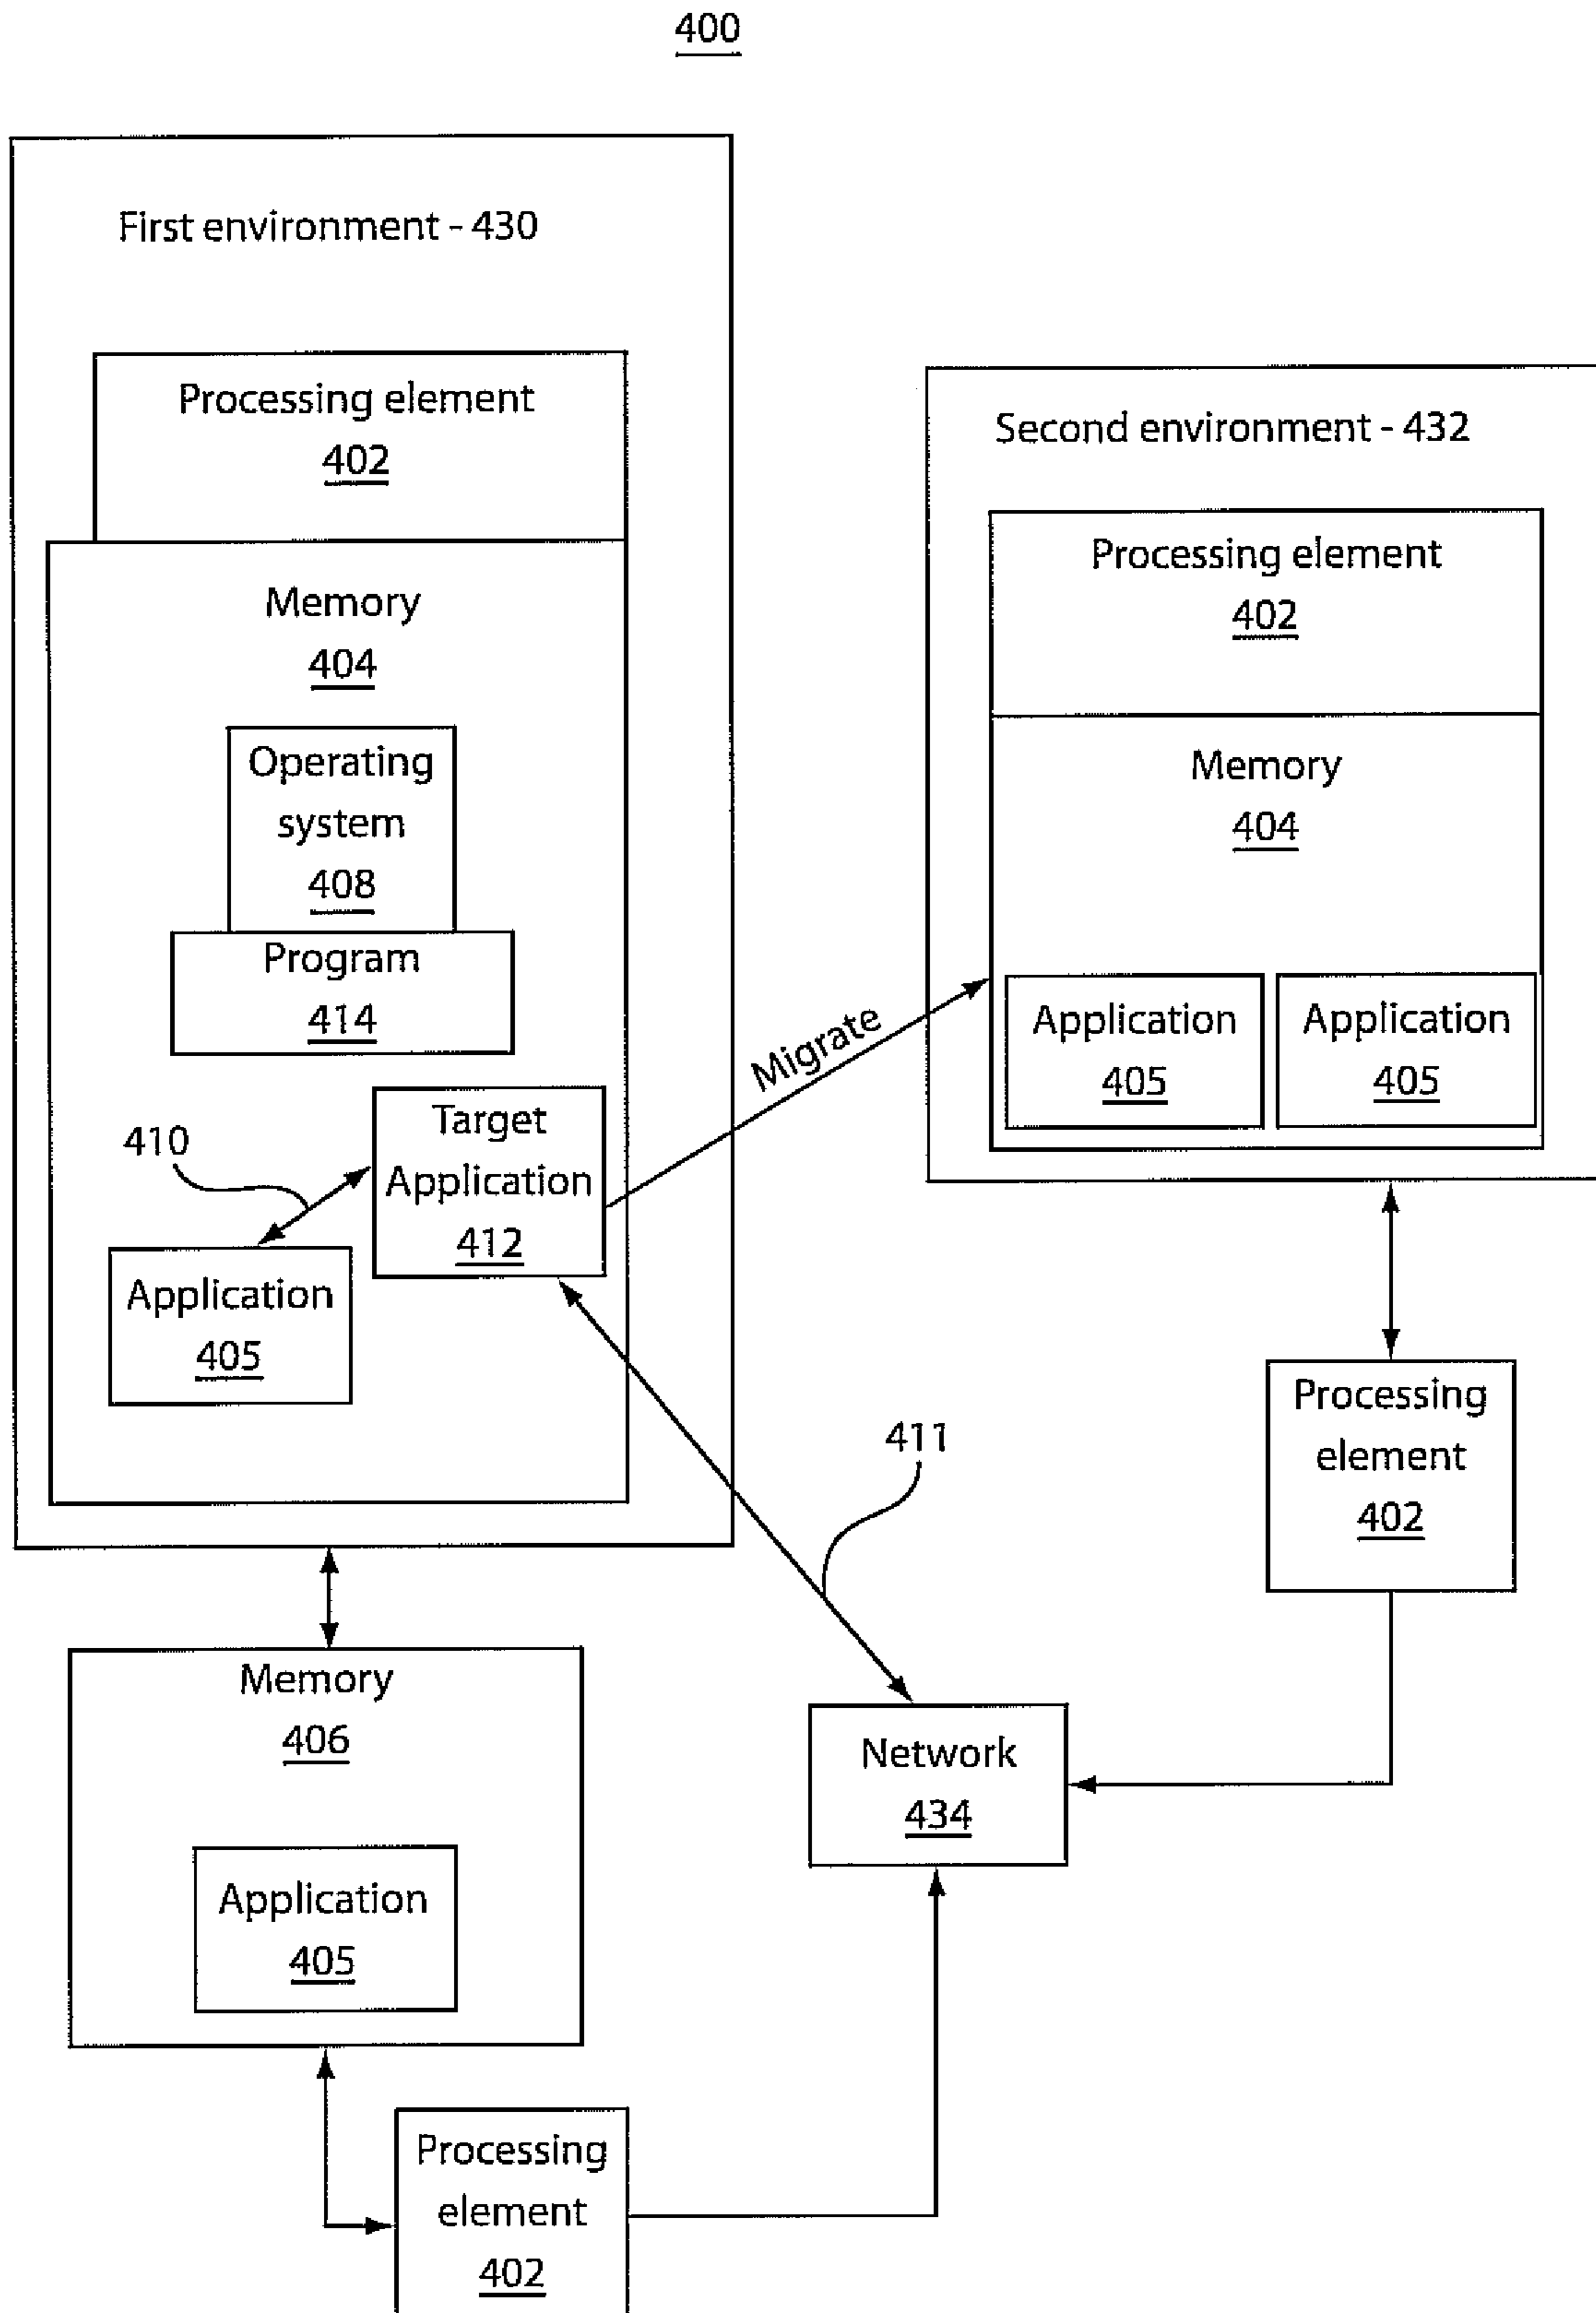 400
First environment - 430
Processing element
402
Memory
404
Operating
system
408
Program
414
410
Target
Application
412
Application
405
Migrate
Second environment - 432
Processing element
402
Memory
404
Application
405
Application
405
Processing
element
402
411
Network
434
Memory
406
Application
405
Processing
element
402